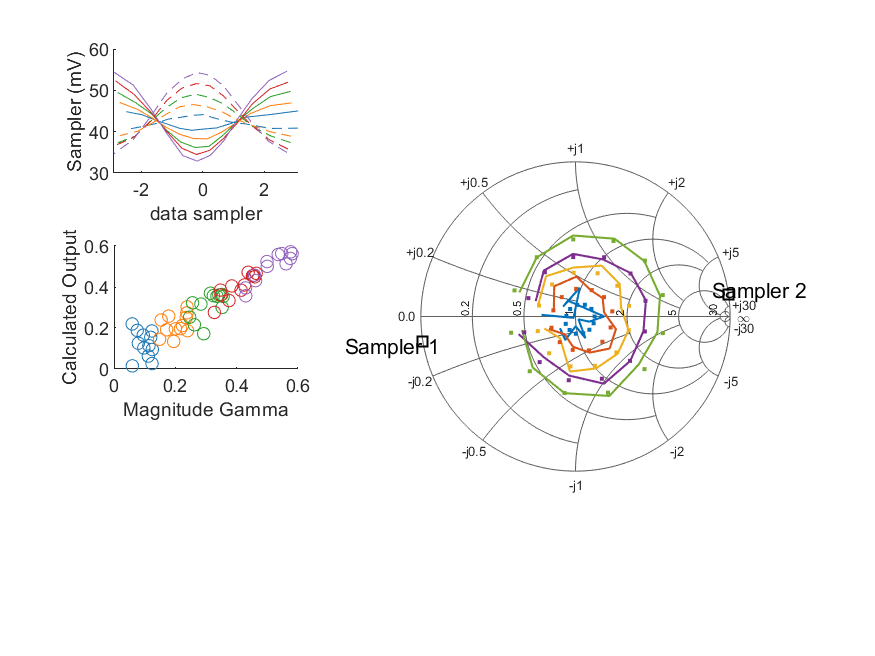 60
50
40
30
Sampler (mV)
-2 0 2
data sampler
0.6
0.4
0.2
0
Calculated Output
0 0.2 0.4 0.6
Magnitude Gamma
+j1
+j0.5
+j2
+j0.2
+j5
Sampler 2
+j30
0.0
0.2
0.5
1
2
5
30
∞
-j30
Sampler 1
-j0.2
-j5
-j0.5
-j2
-j1